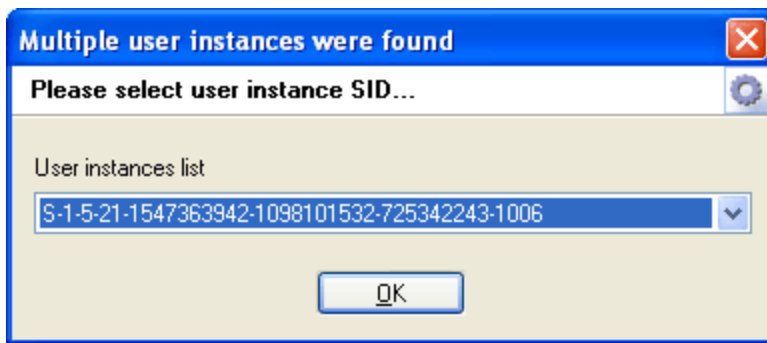 Multiple user instances were found
Please select user instance SID...
User instances list
S-1-5-21-1547363942-1098101532-725342243-1006
OK